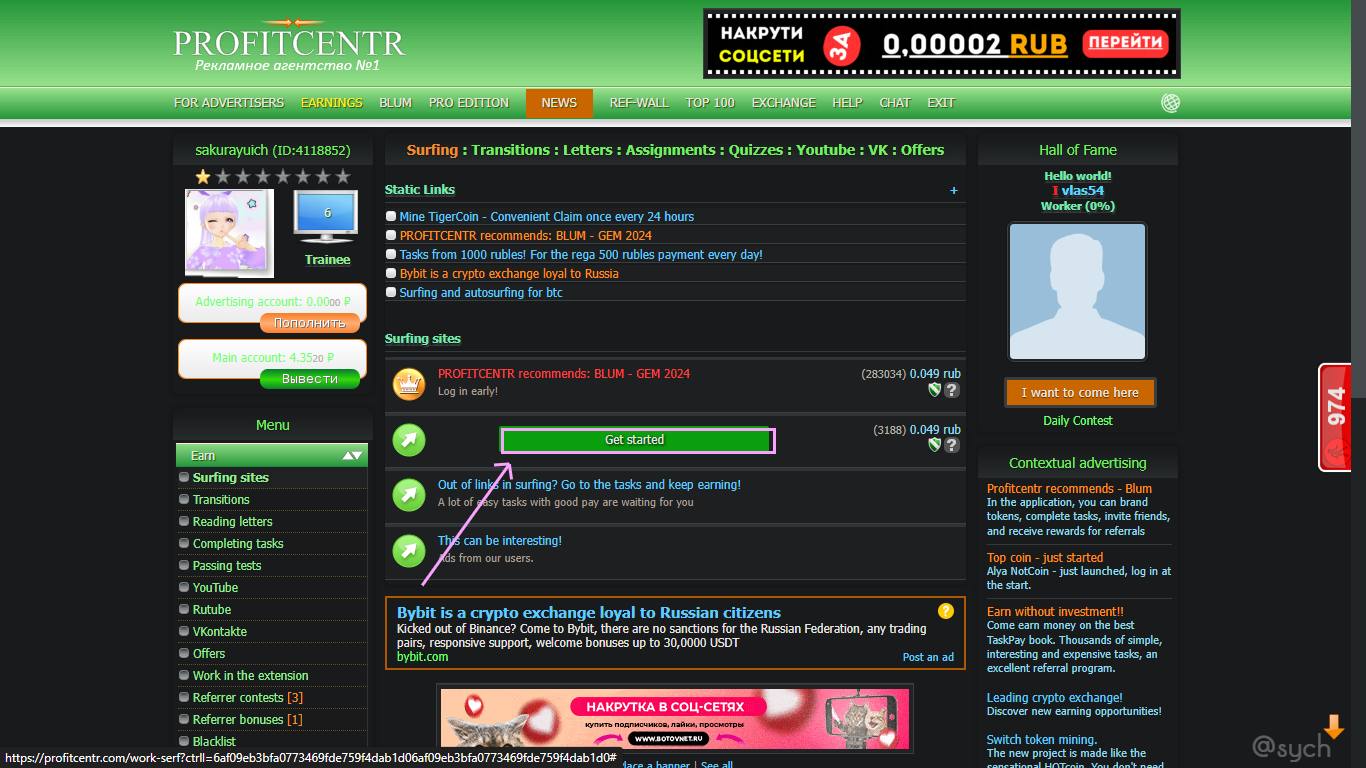 PROFITCENTR
Рекламное агентство №1
НАКРУТИ
СОЦСЕТИ
ЗА
0,00002 RUB
ПЕРЕЙТИ
FOR ADVERTISERS EARNINGS BLUM PRO EDITION NEWS REF-WALL TOP 100 EXCHANGE HELP CHAT EXIT
sakurayuich (ID:4118852)
6
Trainee
Advertising account: 0.0000 ₽
Пополнить
Main account: 4.3520 ₽
Вывести
Menu
Earn
Surfing sites
Transitions
Reading letters
Completing tasks
Passing tests
YouTube
Rutube
VKontakte
Offers
Work in the extension
Referrer contests [3]
Referrer bonuses [1]
Blacklist
Surfing : Transitions : Letters : Assignments : Quizzes : Youtube : VK : Offers
Static Links +
Mine TigerCoin - Convenient Claim once every 24 hours
PROFITCENTR recommends: BLUM - GEM 2024
Tasks from 1000 rubles! For the rega 500 rubles payment every day!
Bybit is a crypto exchange loyal to Russia
Surfing and autosurfing for btc
Surfing sites
PROFITCENTR recommends: BLUM - GEM 2024 (283034) 0.049 rub
Log in early! ?
Get started (3188) 0.049 rub
?
Out of links in surfing? Go to the tasks and keep earning!
A lot of easy tasks with good pay are waiting for you
This can be interesting!
Ads from our users.
Bybit is a crypto exchange loyal to Russian citizens ?
Kicked out of Binance? Come to Bybit, there are no sanctions for the Russian Federation, any trading
pairs, responsive support, welcome bonuses up to 30,0000 USDT
bybit.com Post an ad
НАКРУТКА В СОЦ-СЕТЯХ
купить подписчиков, лайки, просмотры
WWW.BOTOVNET.RU
lace a banner | See all
Hall of Fame
Hello world!
I vlas54
Worker (0%)
I want to come here
Daily Contest
Contextual advertising
Profitcentr recommends - Blum
In the application, you can brand
tokens, complete tasks, invite friends,
and receive rewards for referrals
Top coin - just started
Alya NotCoin - just launched, log in at
the start.
Earn without investment!!
Come earn money on the best
TaskPay book. Thousands of simple,
interesting and expensive tasks, an
excellent referral program.
Leading crypto exchange!
Discover new earning opportunities!
Switch token mining.
The new project is made like the
sensational HOTcoin. You don't need
974
@sych
https://profitcentr.com/work-serf?ctrll=6af09eb3bfa0773469fde759f4dab1d06af09eb3bfa0773469fde759f4dab1d0#